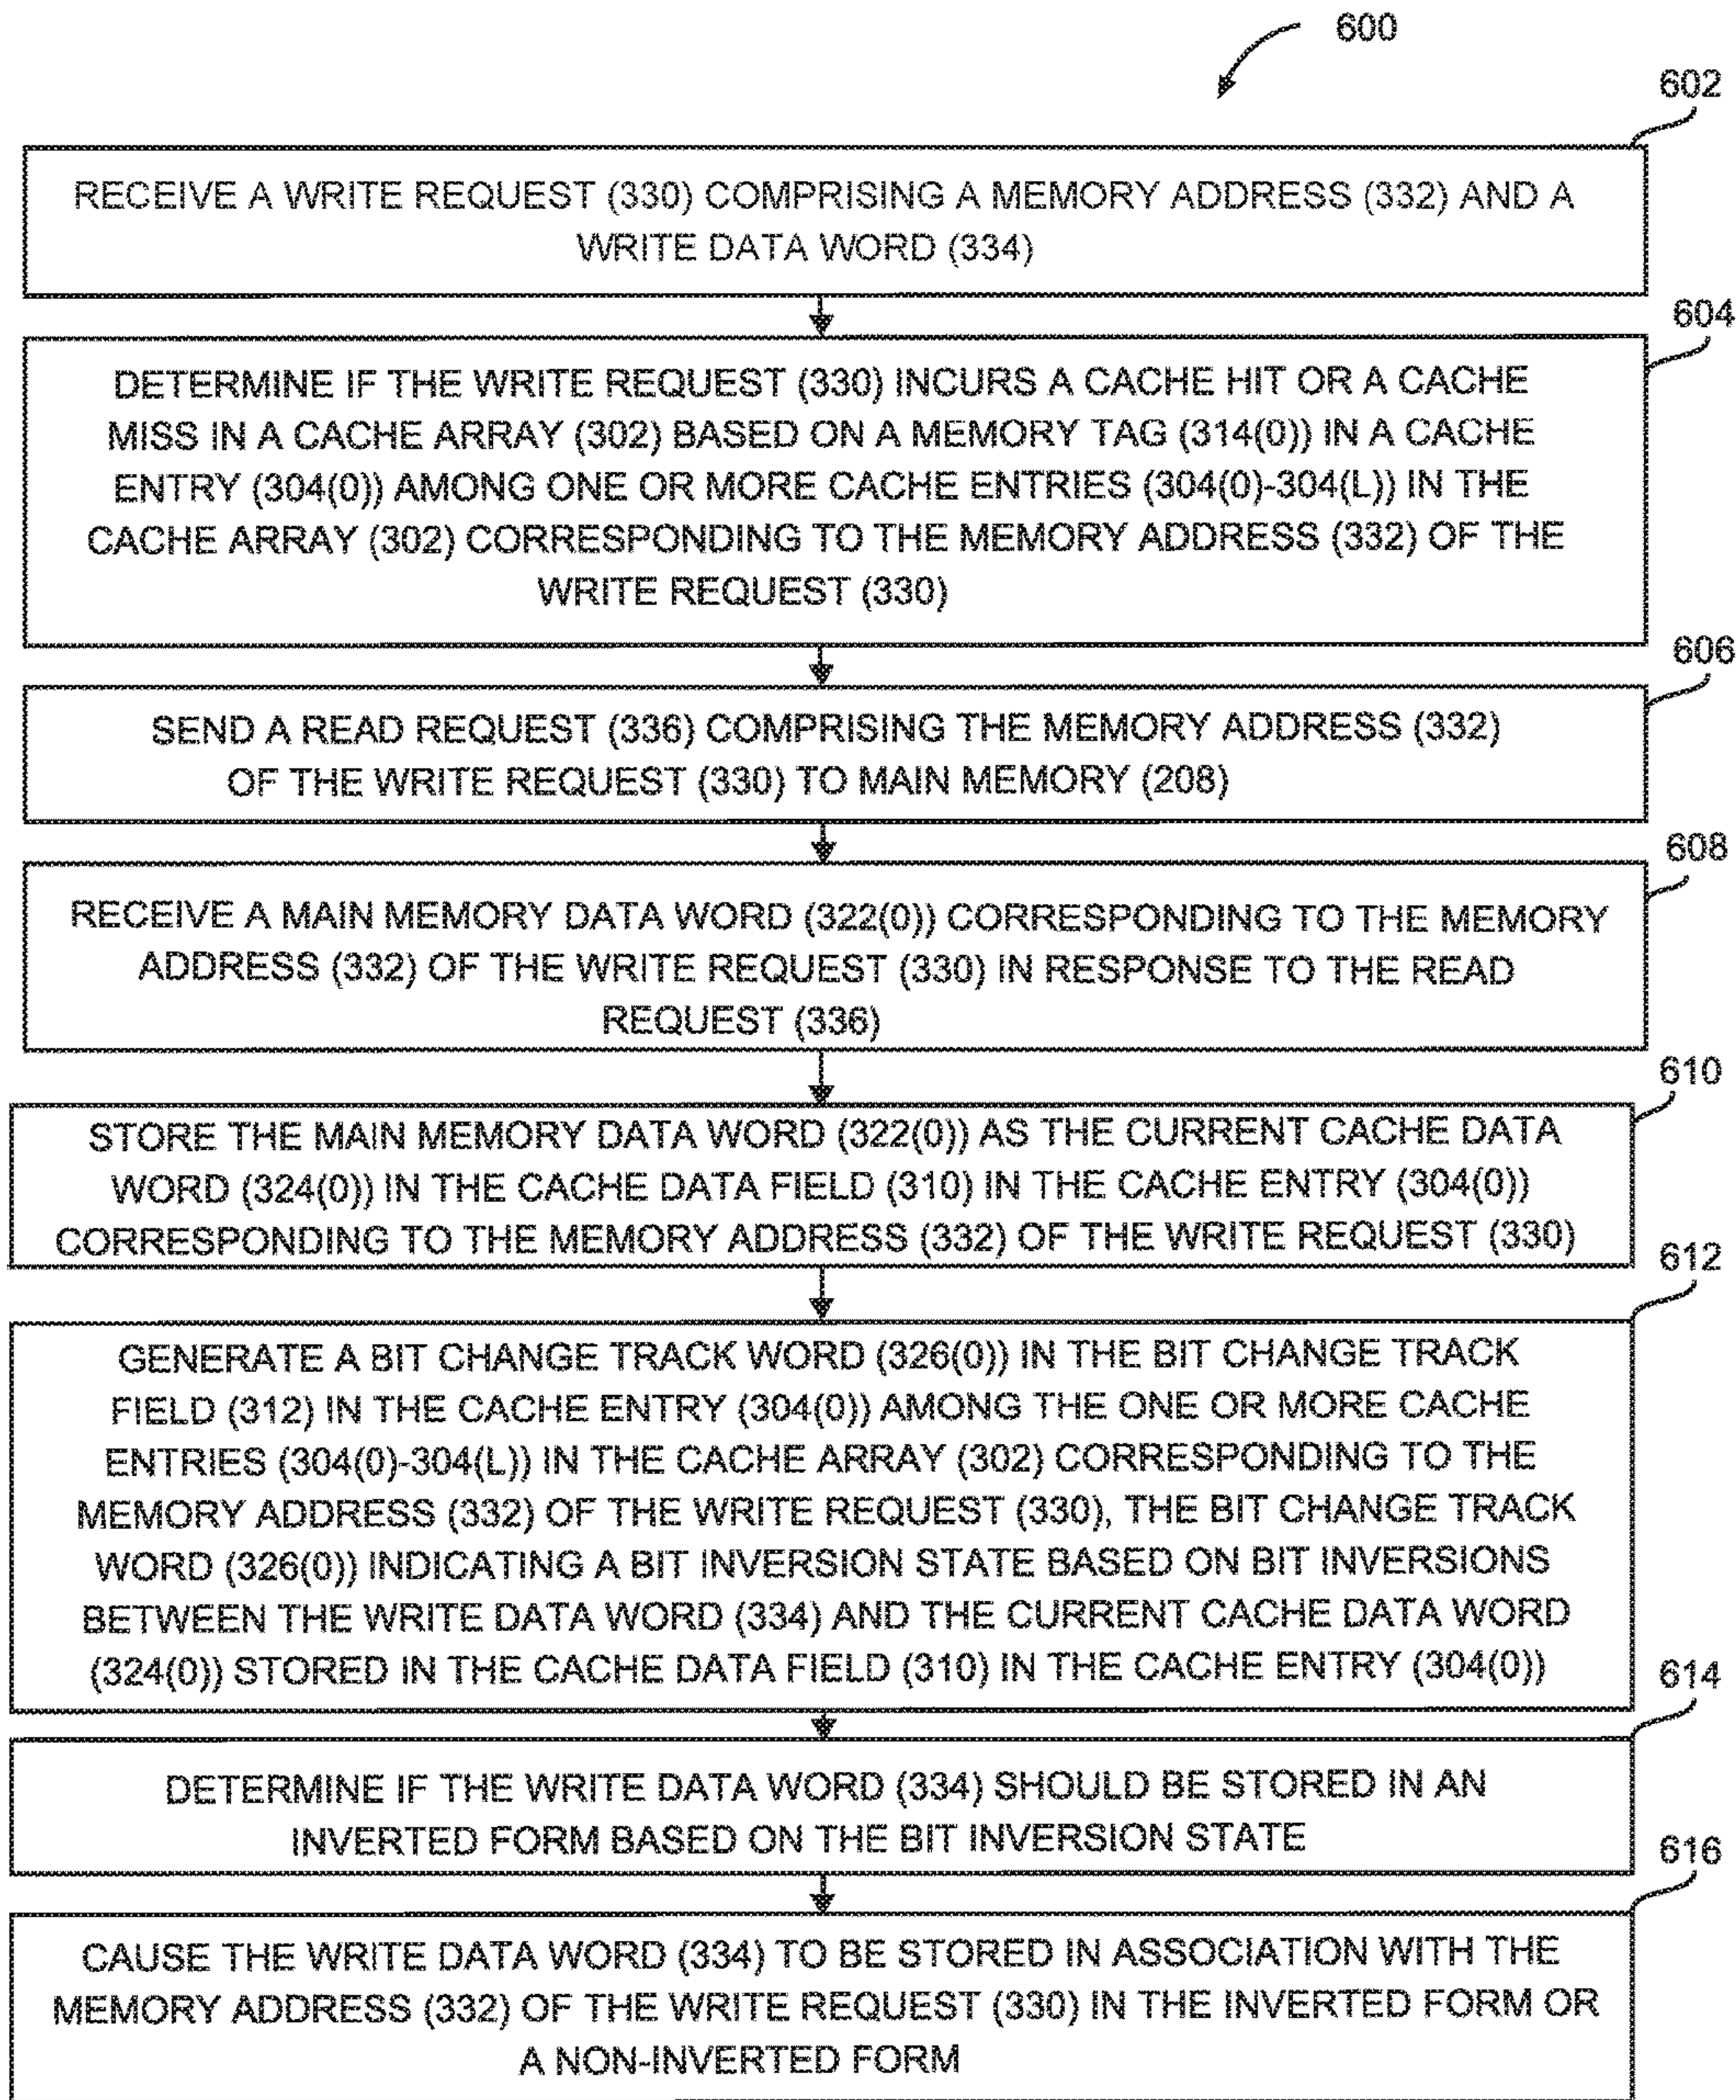 600
602
RECEIVE A WRITE REQUEST (330) COMPRISING A MEMORY ADDRESS (332) AND A
WRITE DATA WORD (334)
604
DETERMINE IF THE WRITE REQUEST (330) INCURS A CACHE HIT OR A CACHE
MISS IN A CACHE ARRAY (302) BASED ON A MEMORY TAG (314(0)) IN A CACHE
ENTRY (304(0)) AMONG ONE OR MORE CACHE ENTRIES (304(0)-304(L)) IN THE
CACHE ARRAY (302) CORRESPONDING TO THE MEMORY ADDRESS (332) OF THE
WRITE REQUEST (330)
606
SEND A READ REQUEST (336) COMPRISING THE MEMORY ADDRESS (332)
OF THE WRITE REQUEST (330) TO MAIN MEMORY (208)
608
RECEIVE A MAIN MEMORY DATA WORD (322(0)) CORRESPONDING TO THE MEMORY
ADDRESS (332) OF THE WRITE REQUEST (330) IN RESPONSE TO THE READ
REQUEST (336)
610
STORE THE MAIN MEMORY DATA WORD (322(0)) AS THE CURRENT CACHE DATA
WORD (324(0)) IN THE CACHE DATA FIELD (310) IN THE CACHE ENTRY (304(0))
CORRESPONDING TO THE MEMORY ADDRESS (332) OF THE WRITE REQUEST (330)
612
GENERATE A BIT CHANGE TRACK WORD (326(0)) IN THE BIT CHANGE TRACK
FIELD (312) IN THE CACHE ENTRY (304(0)) AMONG THE ONE OR MORE CACHE
ENTRIES (304(0)-304(L)) IN THE CACHE ARRAY (302) CORRESPONDING TO THE
MEMORY ADDRESS (332) OF THE WRITE REQUEST (330), THE BIT CHANGE TRACK
WORD (326(0)) INDICATING A BIT INVERSION STATE BASED ON BIT INVERSIONS
BETWEEN THE WRITE DATA WORD (334) AND THE CURRENT CACHE DATA WORD
(324(0)) STORED IN THE CACHE DATA FIELD (310) IN THE CACHE ENTRY (304(0))
614
DETERMINE IF THE WRITE DATA WORD (334) SHOULD BE STORED IN AN
INVERTED FORM BASED ON THE BIT INVERSION STATE
616
CAUSE THE WRITE DATA WORD (334) TO BE STORED IN ASSOCIATION WITH THE
MEMORY ADDRESS (332) OF THE WRITE REQUEST (330) IN THE INVERTED FORM OR
A NON-INVERTED FORM